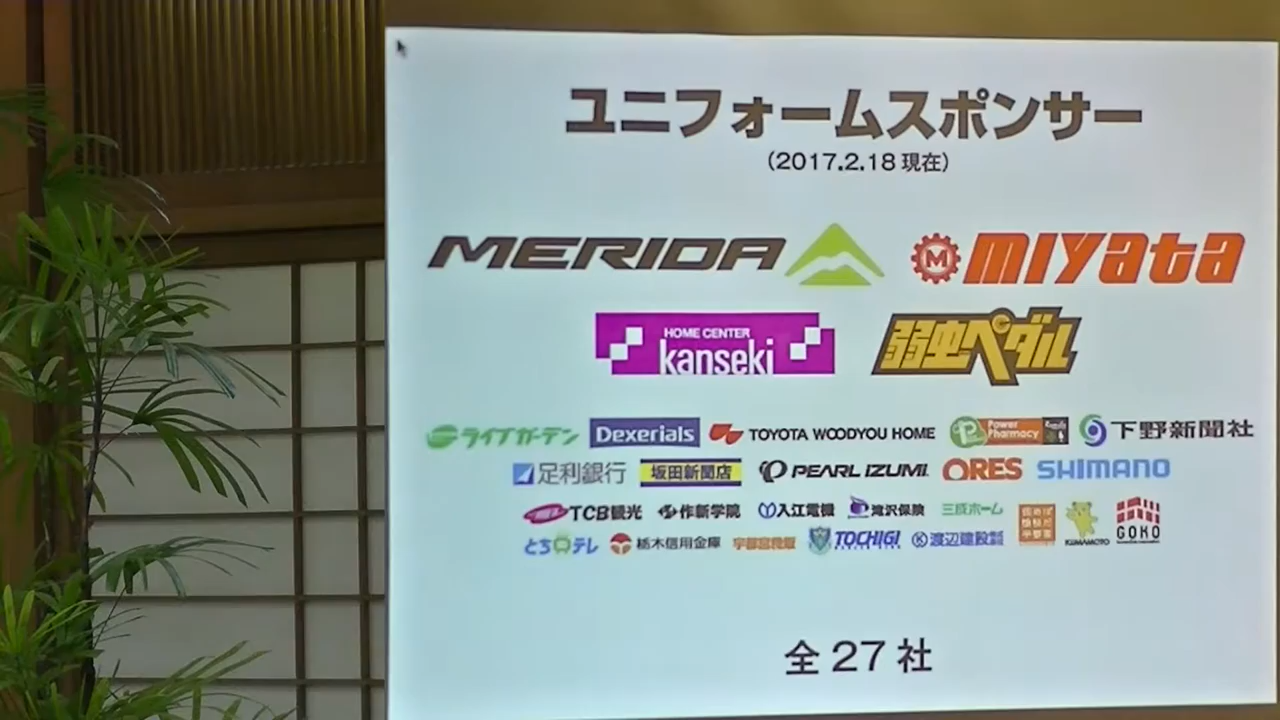 ユニフォームスポンサー
(2017.2.18 現在)
MERIDA M MIYATA
HOME CENTER kanseki 弱虫ペダル
ライブガーデン Dexerials TOYOTA WOODYOU HOME Power Pharmacy 下野新聞社
足利銀行 坂田新聞店 PEARL iZUMi ORES SHIMANO
TCB観光 作新学院 入江電機 滝沢保険 三成ホーム
とちテレ 栃木信用金庫 TOCHIGI 渡辺建設 KUMAMOTO GOKO
全27社